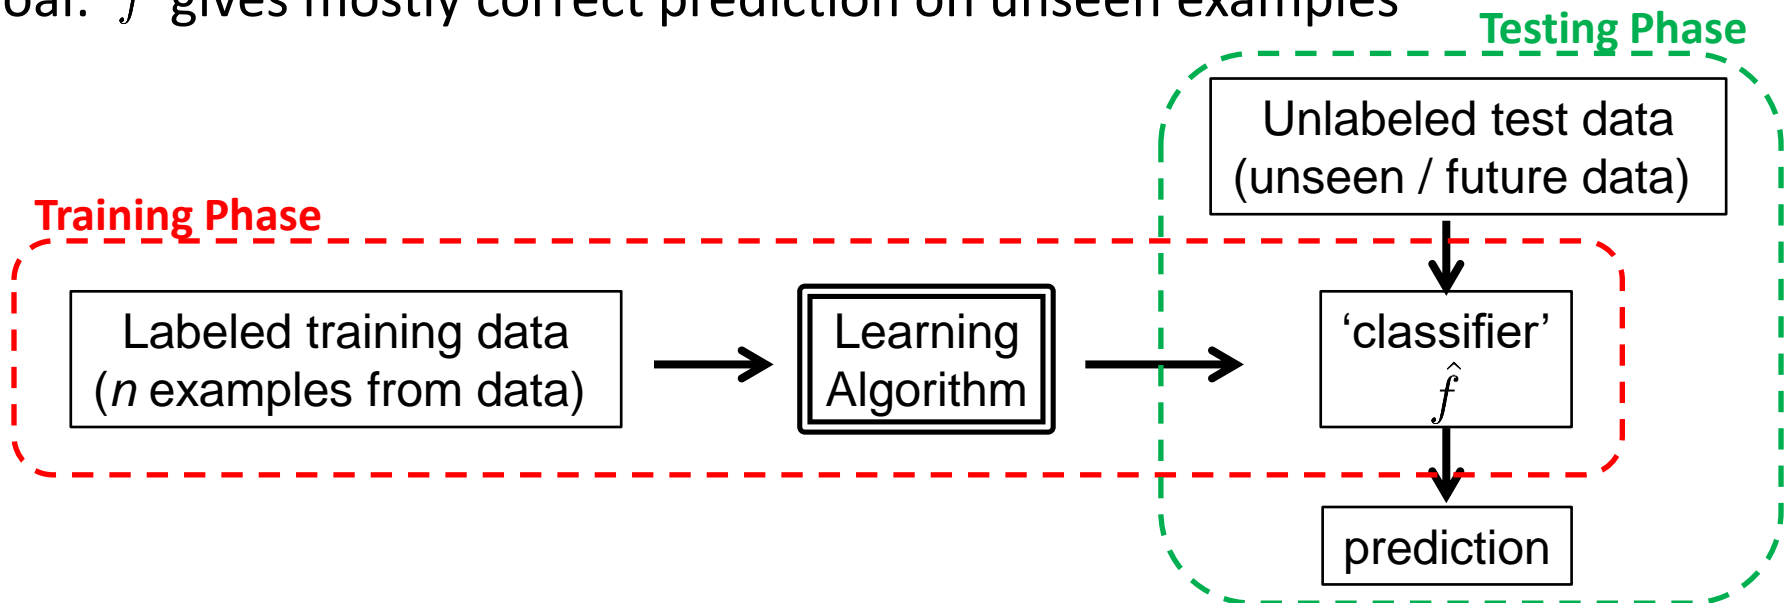 gives mostly correct prediction on unseen examples
Testing Phase
Unlabeled test data
(unseen / future data)
Training Phase
Labeled training data
(n examples from data)
Learning
Algorithm
‘classifier’
f̂
prediction